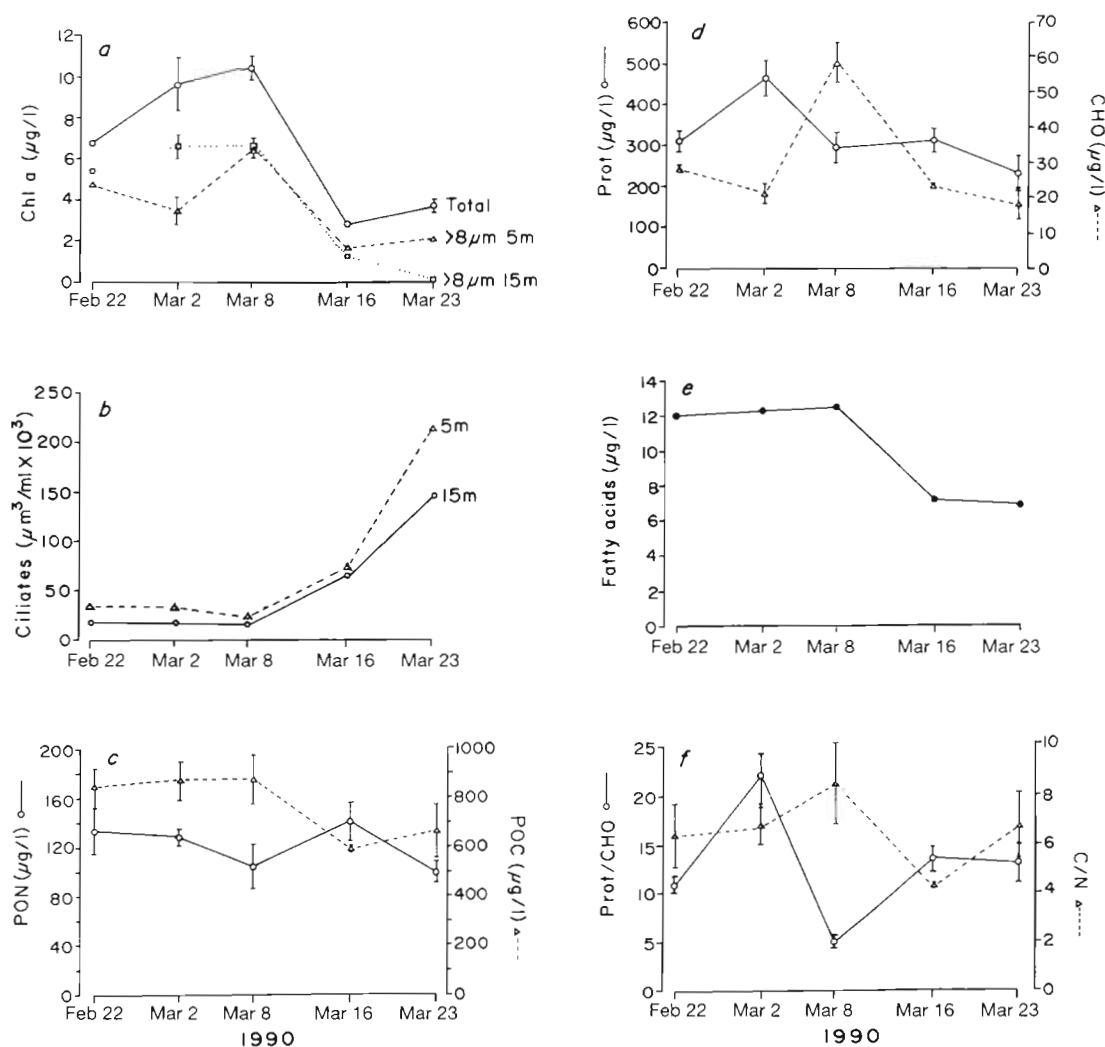 a
Chl a (µg/l)
12
10
8
6
4
2
0
Total
>8µm 5m
>8µm 15m
Feb 22 Mar 2 Mar 8 Mar 16 Mar 23
d
Prot (µg/l)
600
500
400
300
200
100
0
70
60
50
40
30
20
10
0
CHO (µg/l)
Feb 22 Mar 2 Mar 8 Mar 16 Mar 23
b
Ciliates (µm³/ml X 10³)
250
200
150
100
50
0
5m
15m
Feb 22 Mar 2 Mar 8 Mar 16 Mar 23
e
Fatty acids (µg/l)
14
12
10
8
6
4
2
0
Feb 22 Mar 2 Mar 8 Mar 16 Mar 23
c
PON (µg/l)
200
160
120
80
40
0
1000
800
600
400
200
0
POC (µg/l)
Feb 22 Mar 2 Mar 8 Mar 16 Mar 23
1990
f
Prot/CHO
25
20
15
10
5
0
10
8
6
4
2
0
C/N
Feb 22 Mar 2 Mar 8 Mar 16 Mar 23
1990